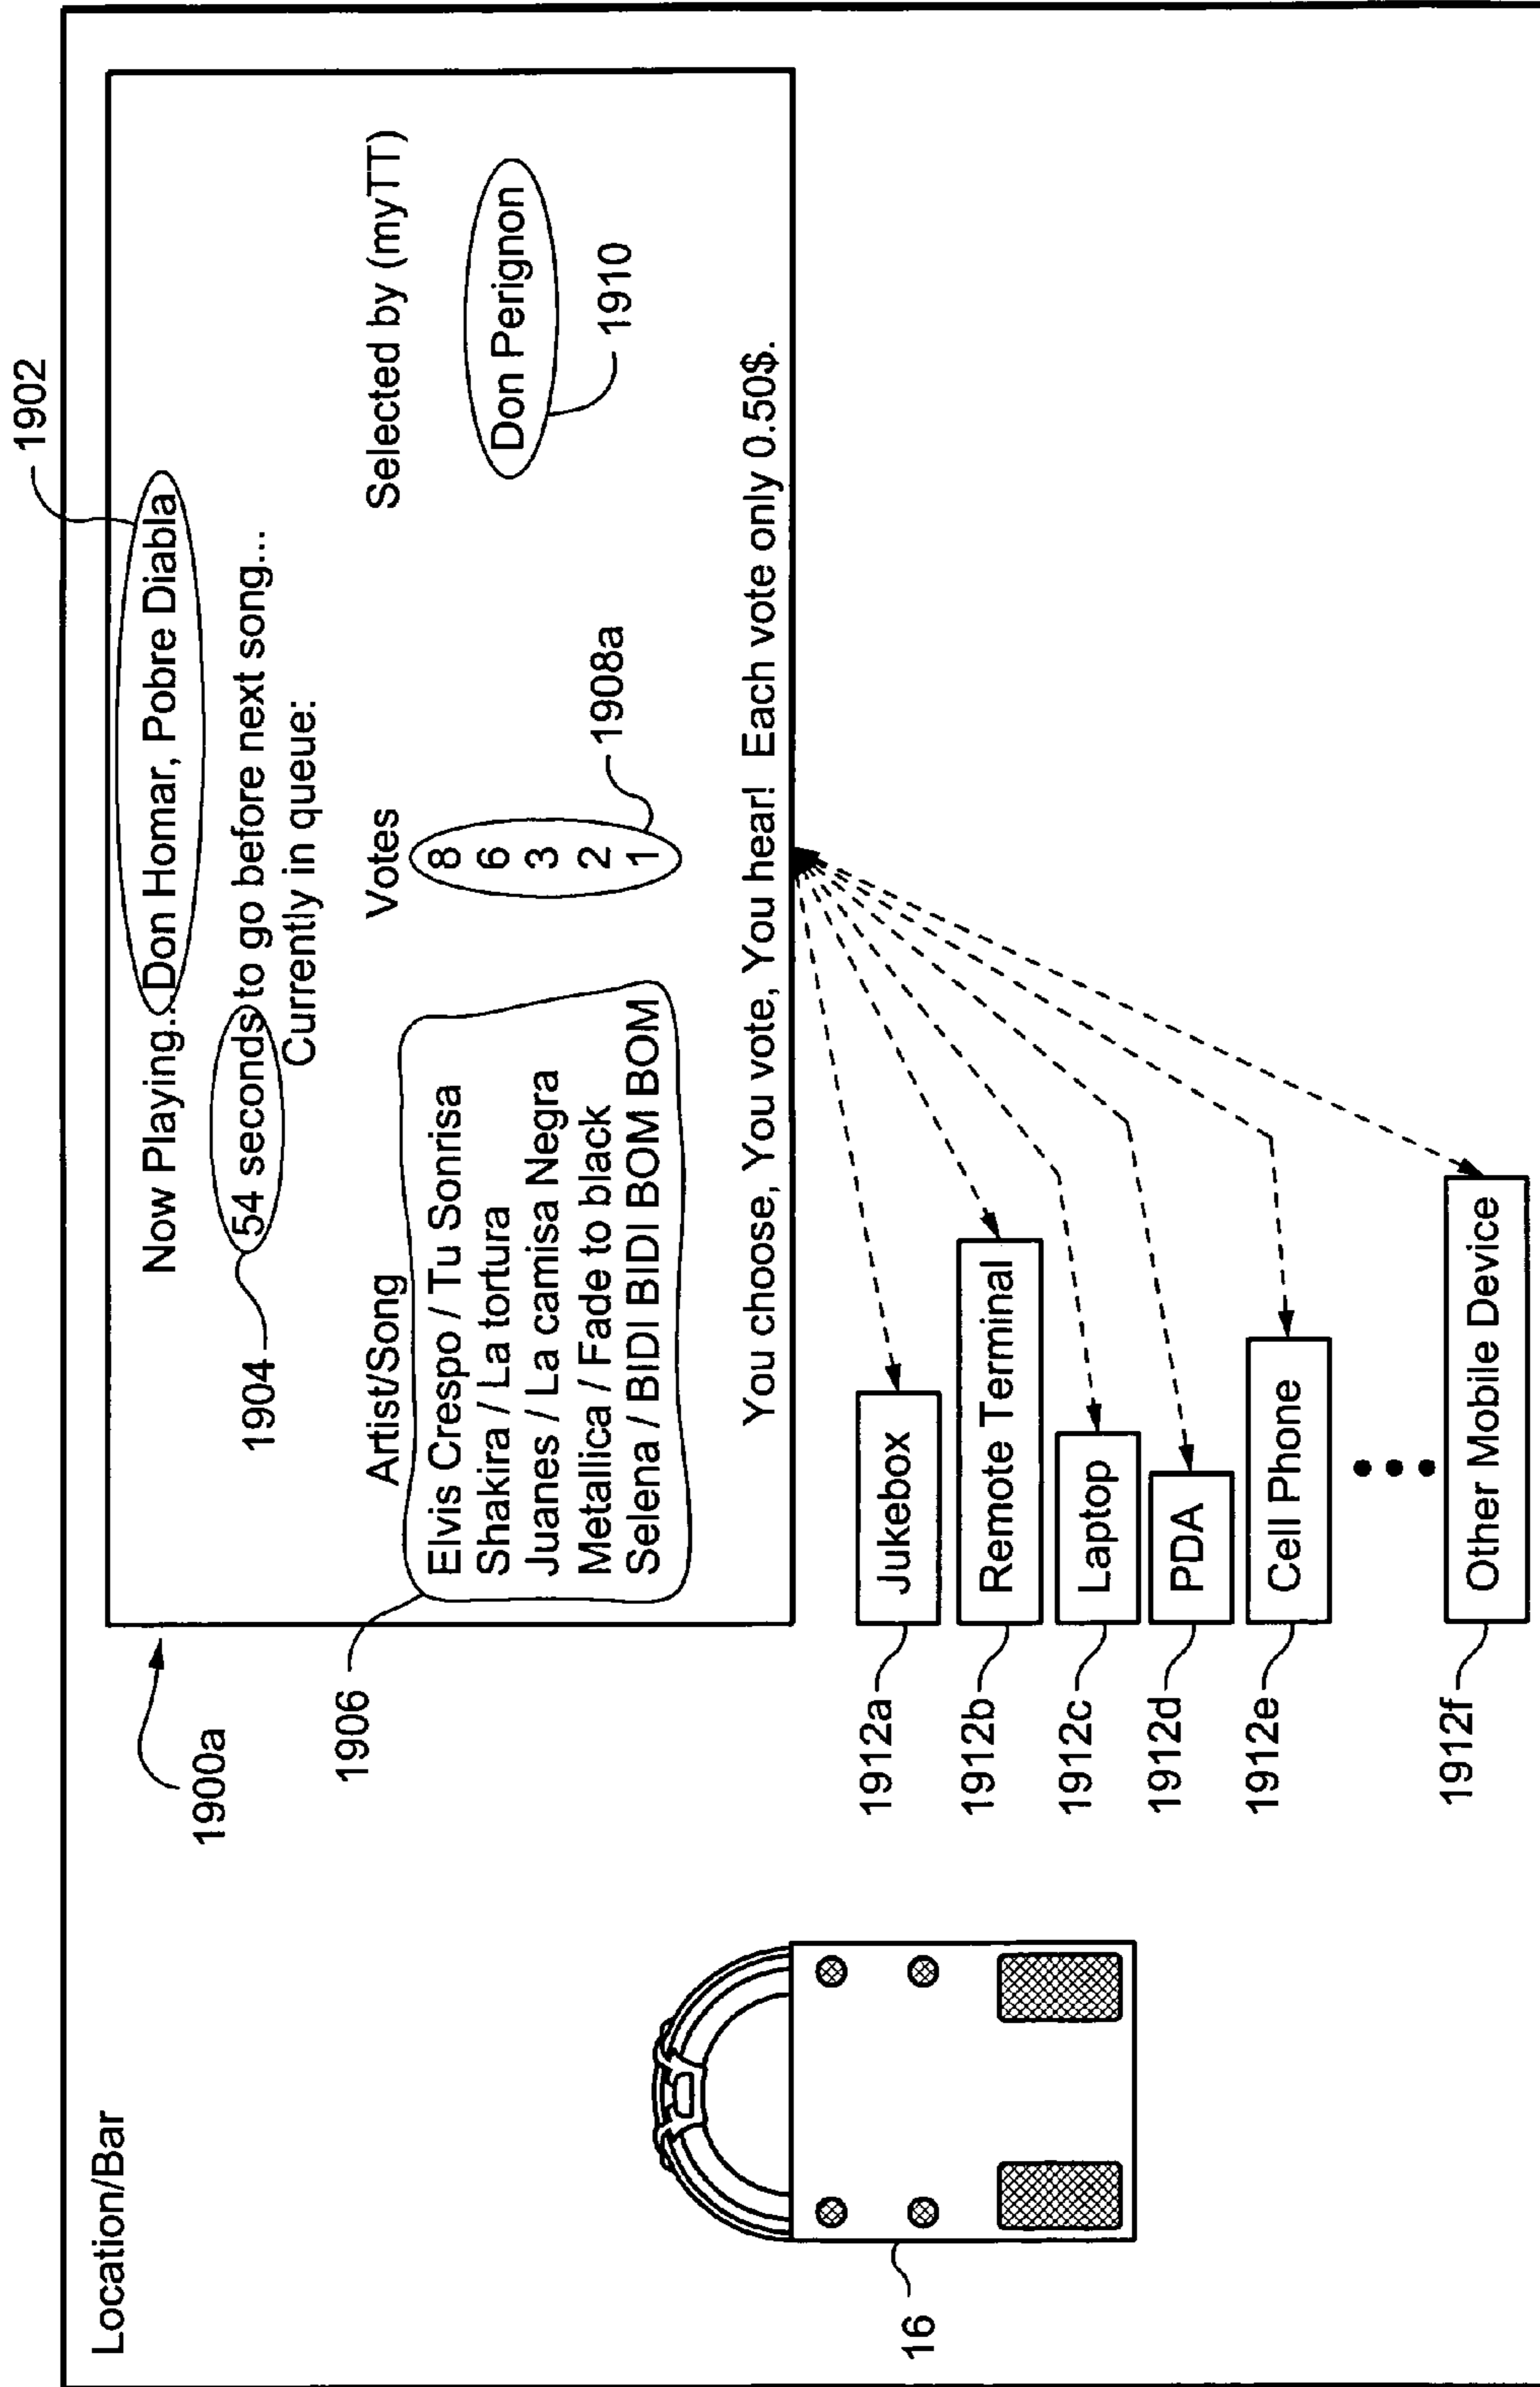 Location/Bar
1900a
1902
Now Playing...Don Homar, Pobre Diabla
54 seconds to go before next song...
1904
Currently in queue:
Artist/Song Votes Selected by (myTT)
Elvis Crespo / Tu Sonrisa 8
Shakira / La tortura 6 Don Perignon
Juanes / La camisa Negra 3
Metallica / Fade to black 2
Selena / BIDI BIDI BOM BOM 1
1906
1908a
1910
You choose, You vote, You hear! Each vote only 0.50$.
16
1912a Jukebox
1912b Remote Terminal
1912c Laptop
1912d PDA
1912e Cell Phone
1912f Other Mobile Device